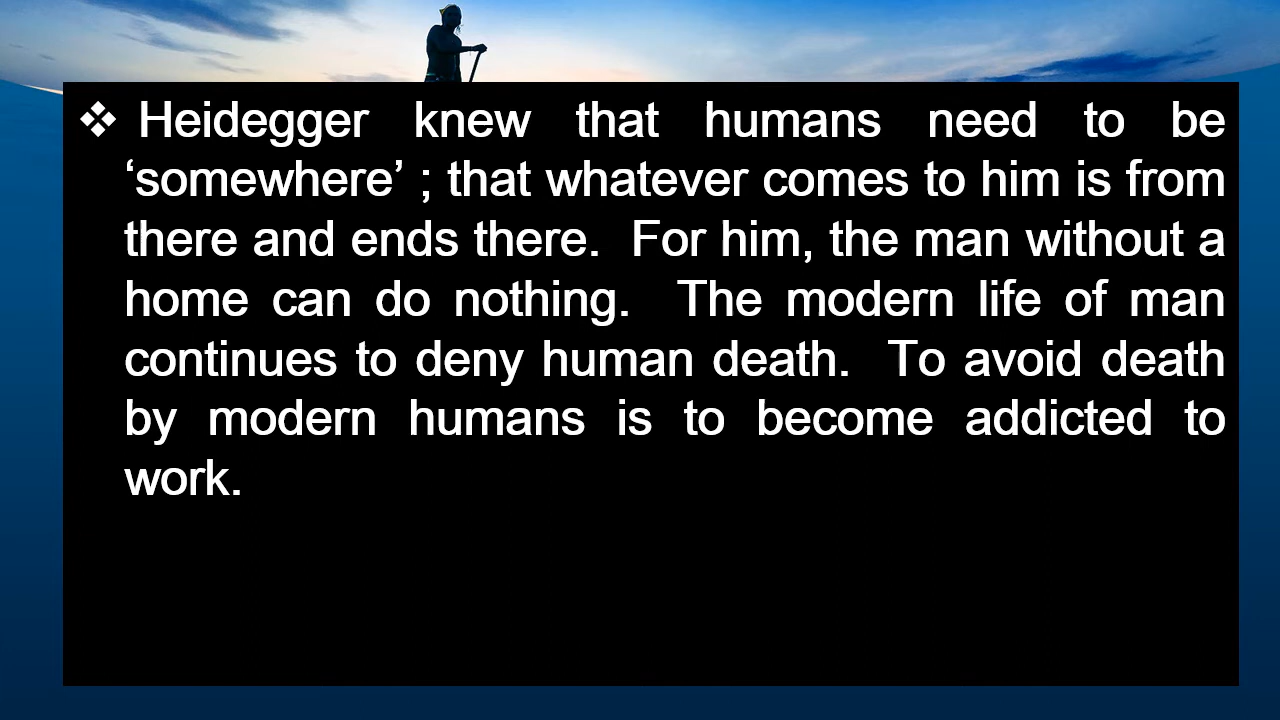 ❖ Heidegger knew that humans need to be
‘somewhere’ ; that whatever comes to him is from
there and ends there.  For him, the man without a
home can do nothing.  The modern life of man
continues to deny human death.  To avoid death
by modern humans is to become addicted to
work.